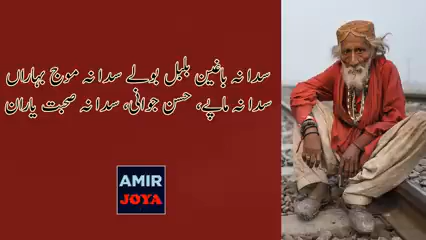 سدا نہ باغیں بلبل بولے سدا نہ موج بہاراں
سدا نہ ماپے، حسن جوانی، سدا نہ صحبت یاراں
AMIR
JOYA